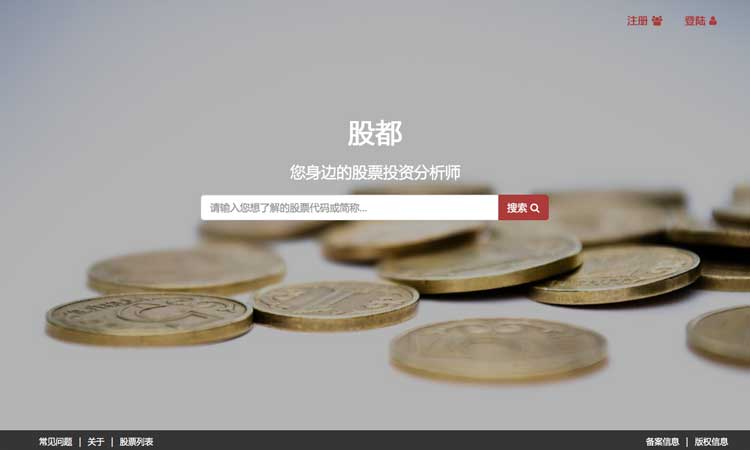 注册 登陆
股都
您身边的股票投资分析师
请输入您想了解的股票代码或简称...
搜索
常见问题 | 关于 | 股票列表
备案信息 | 版权信息